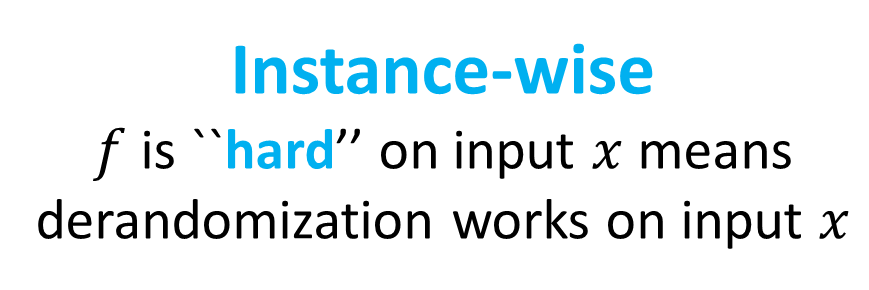 Instance-wise
𝑓 is ``hard’’ on input 𝑥 means
derandomization works on input 𝑥